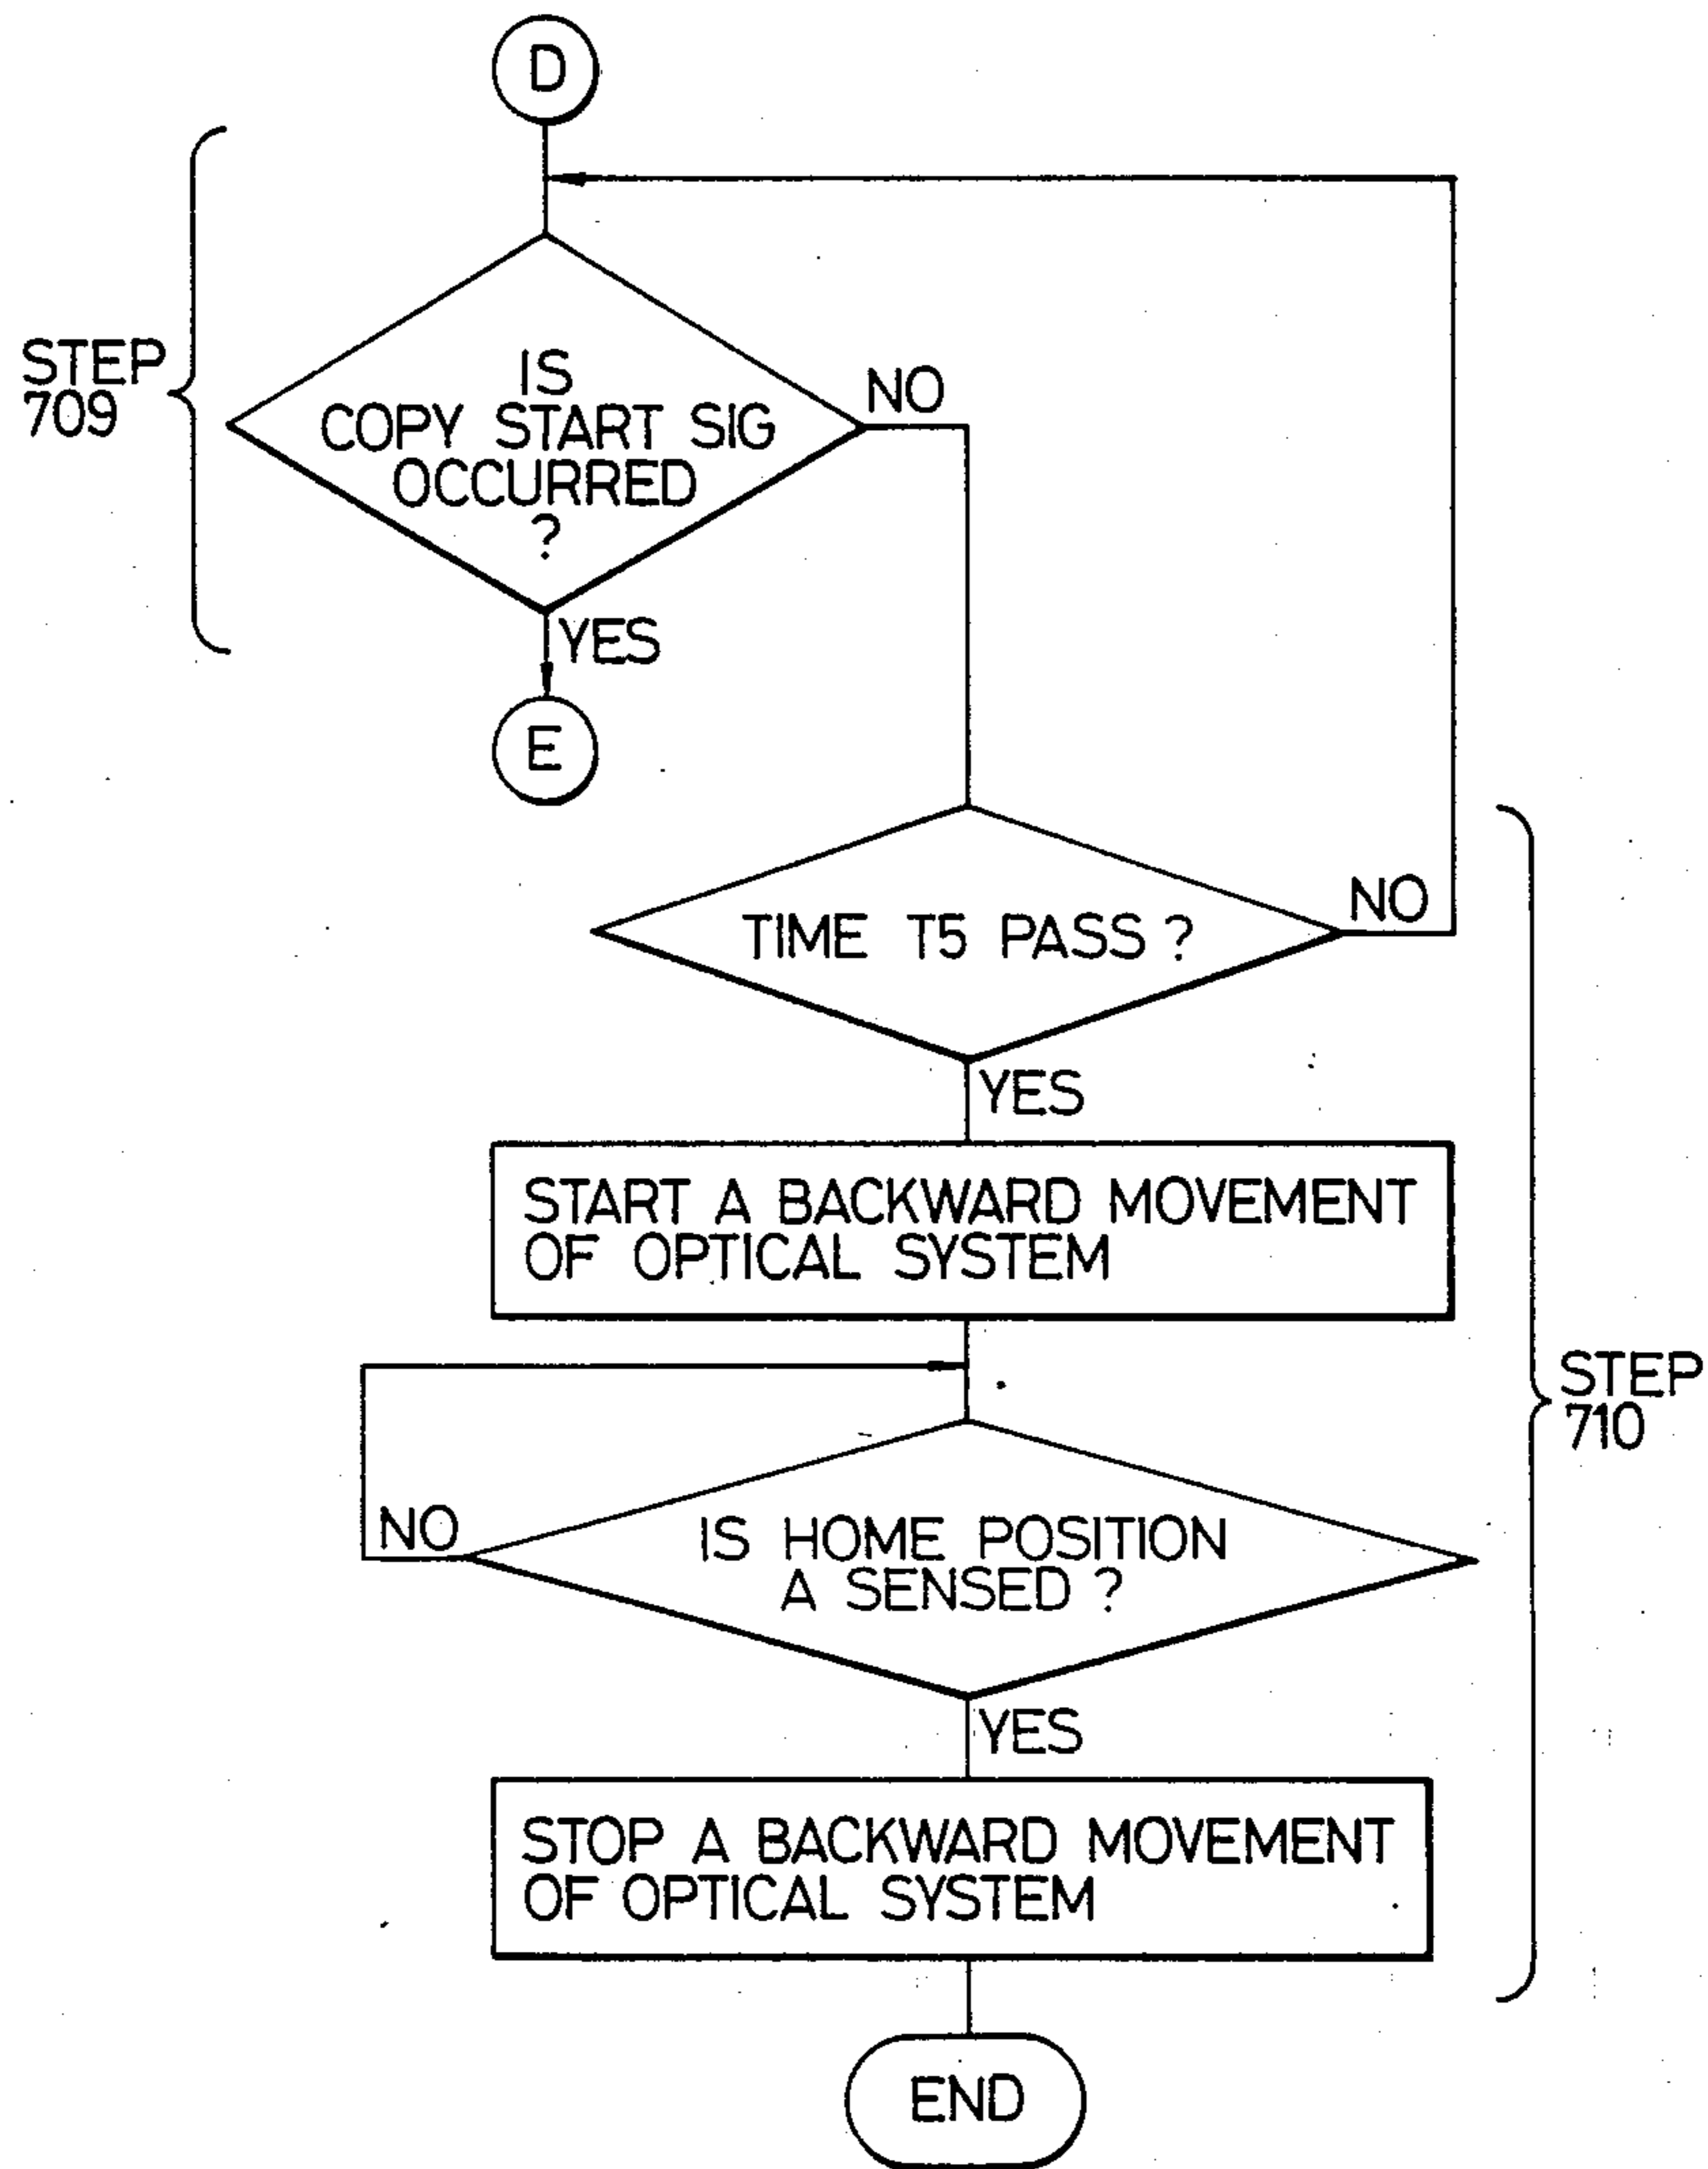 D
STEP
709
IS
COPY START SIG
OCCURRED
?
NO
YES
E
TIME T5 PASS ?
NO
YES
START A BACKWARD MOVEMENT
OF OPTICAL SYSTEM
STEP
710
NO
IS HOME POSITION
A SENSED ?
YES
STOP A BACKWARD MOVEMENT
OF OPTICAL SYSTEM
END